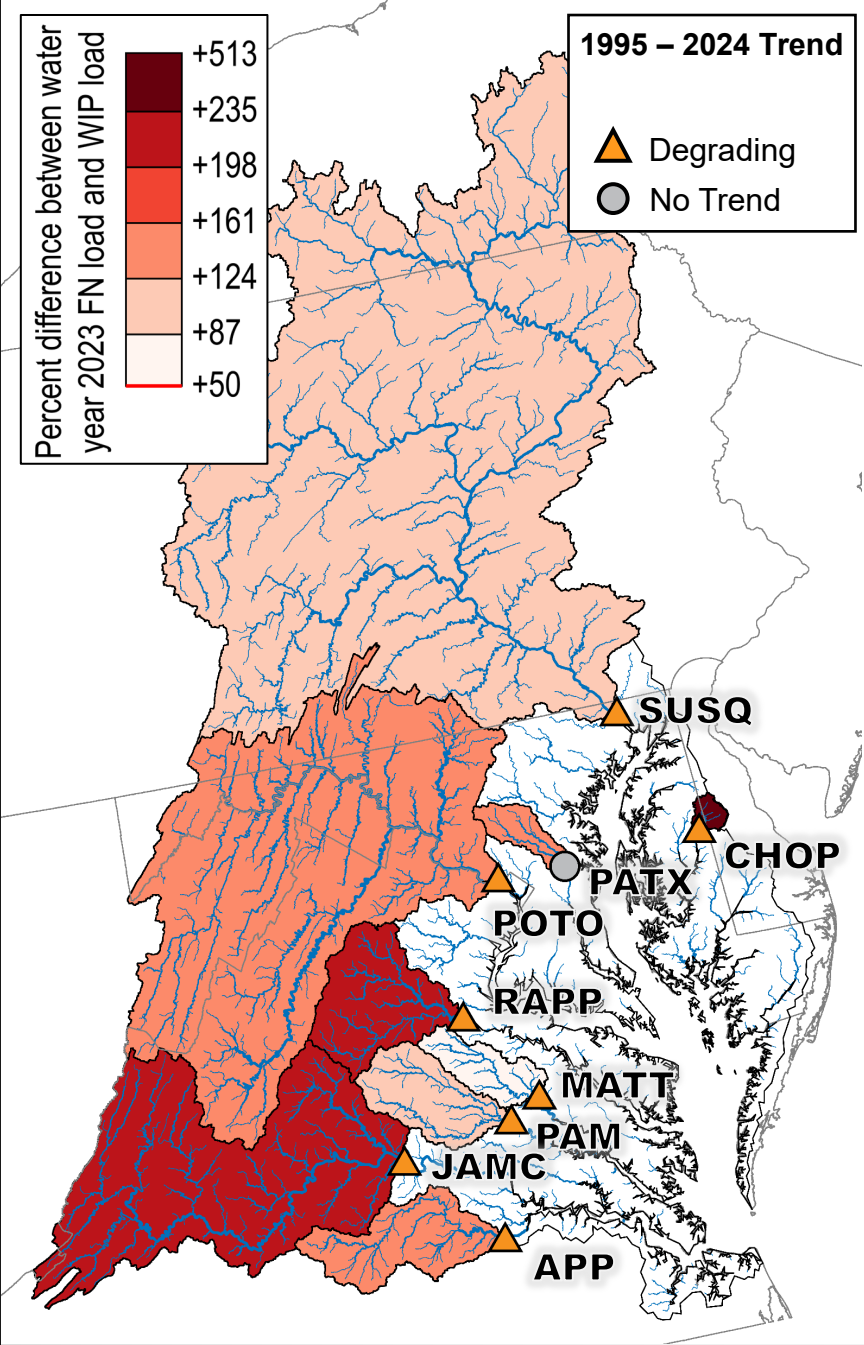 Percent difference between water
year 2023 FN load and WIP load
+513
+235
+198
+161
+124
+87
+50
1995 – 2024 Trend
Degrading
No Trend
SUSQ
CHOP
PATX
POTO
RAPP
MATT
PAM
JAMC
APP